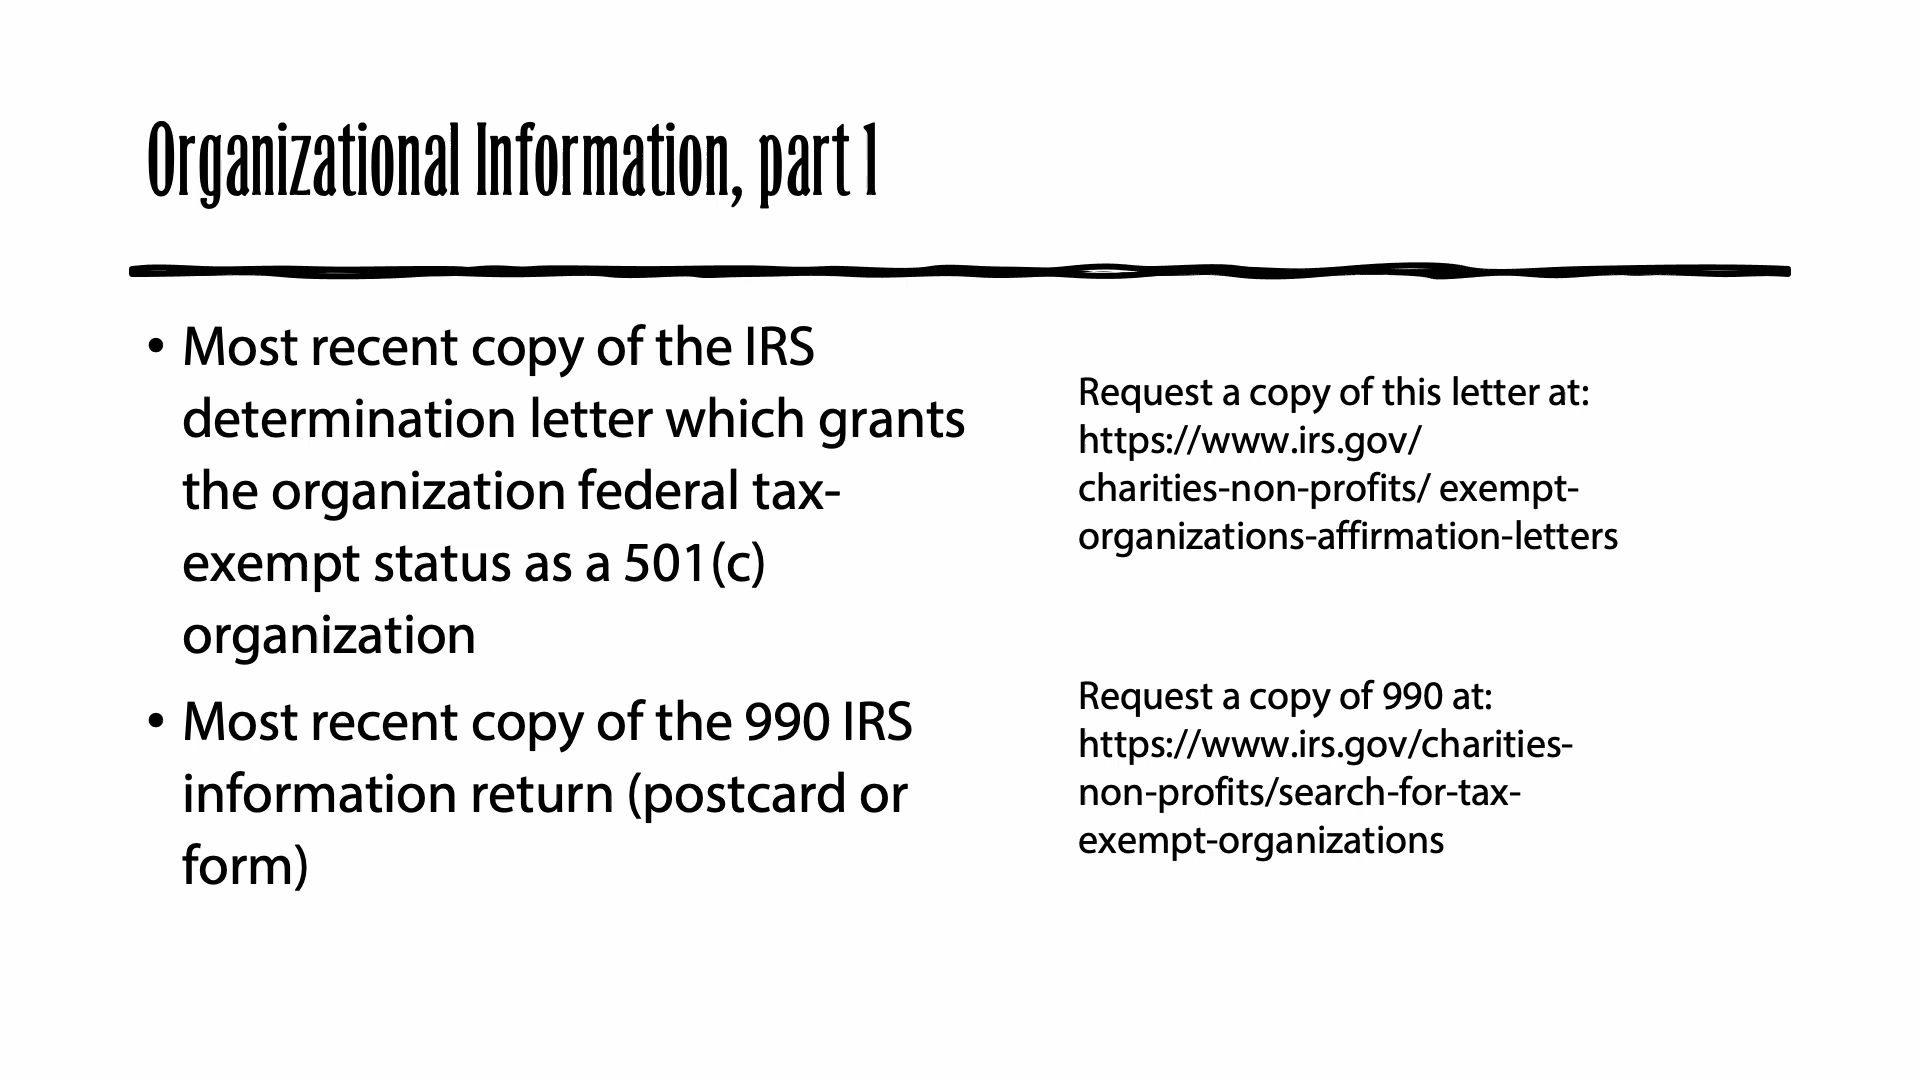 Organizational Information, part 1
• Most recent copy of the IRS
determination letter which grants
the organization federal tax-
exempt status as a 501(c)
organization
• Most recent copy of the 990 IRS
information return (postcard or
form)
Request a copy of this letter at:
https://www.irs.gov/
charities-non-profits/ exempt-
organizations-affirmation-letters
Request a copy of 990 at:
https://www.irs.gov/charities-
non-profits/search-for-tax-
exempt-organizations